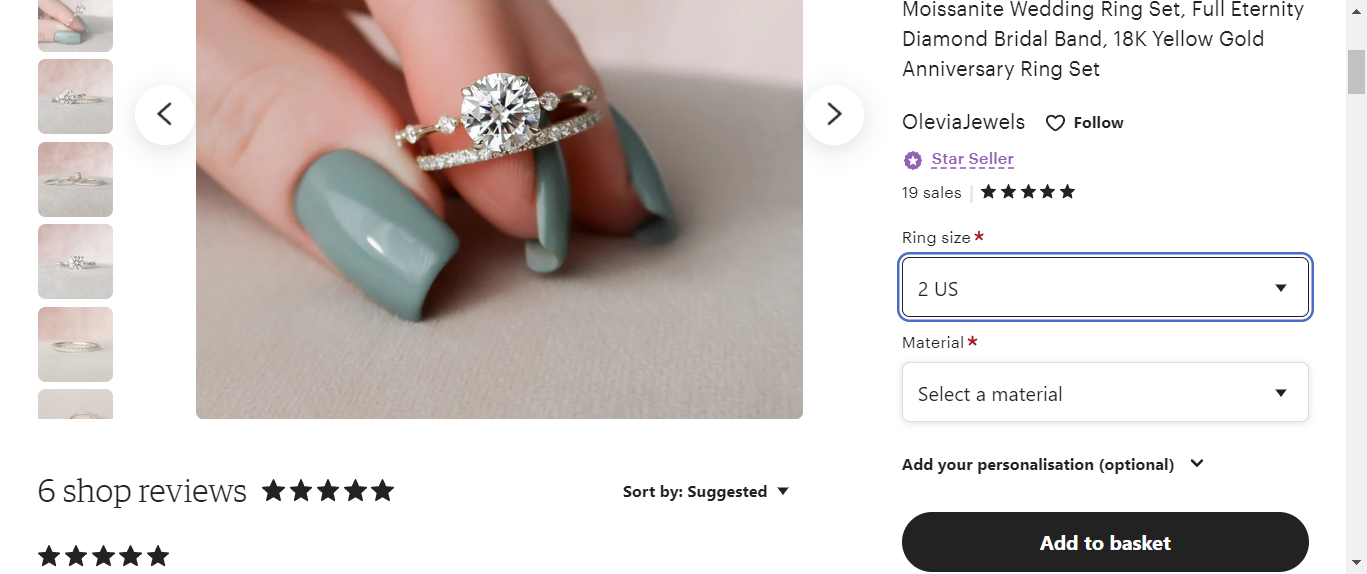 Moissanite Wedding Ring Set, Full Eternity
Diamond Bridal Band, 18K Yellow Gold
Anniversary Ring Set
OleviaJewels Follow
Star Seller
19 sales
Ring size *
2 US
Material *
Select a material
Add your personalisation (optional)
Add to basket
6 shop reviews
Sort by: Suggested